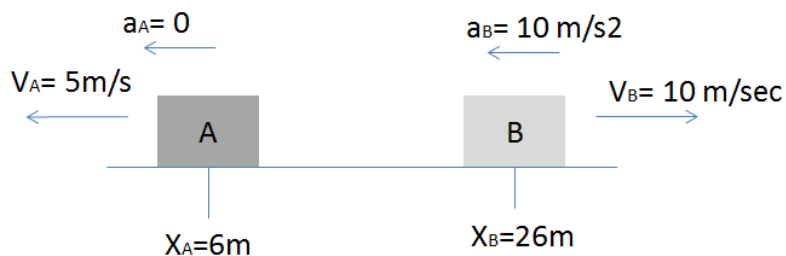 aA= 0
aB= 10 m/s2
VA= 5m/s
VB= 10 m/sec
A
B
XA=6m
XB=26m